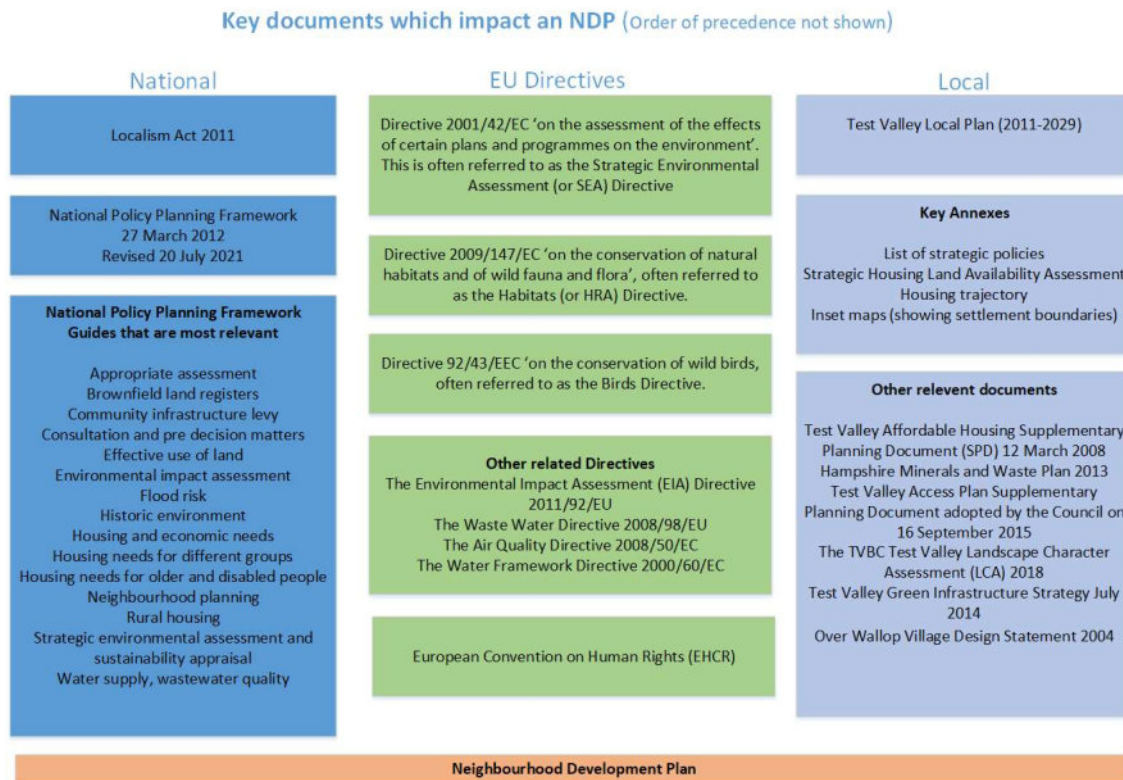 Key documents which impact an NDP (Order of precedence not shown)
National
Localism Act 2011
National Policy Planning Framework
27 March 2012
Revised 20 July 2021
National Policy Planning Framework
Guides that are most relevant
Appropriate assessment
Brownfield land registers
Community infrastructure levy
Consultation and pre decision matters
Effective use of land
Environmental impact assessment
Flood risk
Historic environment
Housing and economic needs
Housing needs for different groups
Housing needs for older and disabled people
Neighbourhood planning
Rural housing
Strategic environmental assessment and
sustainability appraisal
Water supply, wastewater quality
EU Directives
Directive 2001/42/EC ‘on the assessment of the effects
of certain plans and programmes on the environment’.
This is often referred to as the Strategic Environmental
Assessment (or SEA) Directive
Directive 2009/147/EC ‘on the conservation of natural
habitats and of wild fauna and flora’, often referred to
as the Habitats (or HRA) Directive.
Directive 92/43/EEC ‘on the conservation of wild birds,
often referred to as the Birds Directive.
Other related Directives
The Environmental Impact Assessment (EIA) Directive
2011/92/EU
The Waste Water Directive 2008/98/EU
The Air Quality Directive 2008/50/EC
The Water Framework Directive 2000/60/EC
European Convention on Human Rights (EHCR)
Local
Test Valley Local Plan (2011-2029)
Key Annexes
List of strategic policies
Strategic Housing Land Availability Assessment
Housing trajectory
Inset maps (showing settlement boundaries)
Other relevent documents
Test Valley Affordable Housing Supplementary
Planning Document (SPD) 12 March 2008
Hampshire Minerals and Waste Plan 2013
Test Valley Access Plan Supplementary
Planning Document adopted by the Council on
16 September 2015
The TVBC Test Valley Landscape Character
Assessment (LCA) 2018
Test Valley Green Infrastructure Strategy July
2014
Over Wallop Village Design Statement 2004
Neighbourhood Development Plan